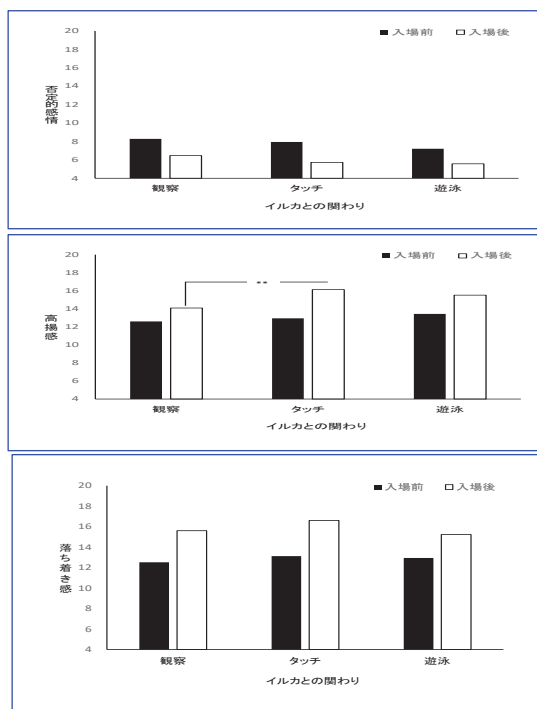 ■入場前 □入場後
否定的感情
20
18
16
14
12
10
8
6
4
観察 タッチ 遊泳
イルカとの関わり
■入場前 □入場後
高揚感
20
18
16
14
12
10
8
6
4
**
観察 タッチ 遊泳
イルカとの関わり
■入場前 □入場後
落ち着き感
20
18
16
14
12
10
8
6
4
観察 タッチ 遊泳
イルカとの関わり